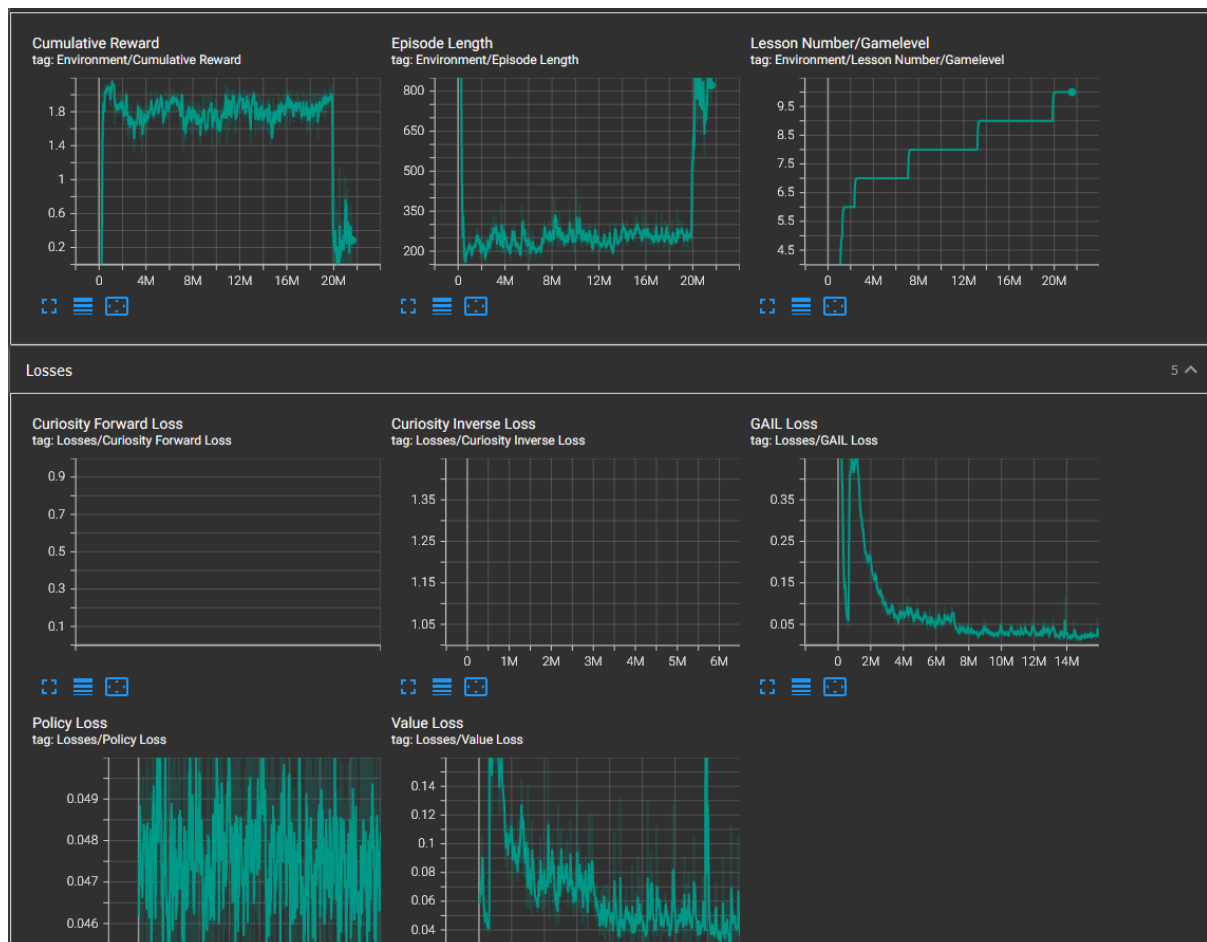 Cumulative Reward
tag: Environment/Cumulative Reward
1.8
1.4
1
0.6
0.2
0 4M 8M 12M 16M 20M
Episode Length
tag: Environment/Episode Length
800
650
500
350
200
0 4M 8M 12M 16M 20M
Lesson Number/Gamelevel
tag: Environment/Lesson Number/Gamelevel
9.5
8.5
7.5
6.5
5.5
4.5
0 4M 8M 12M 16M 20M
Losses
5
Curiosity Forward Loss
tag: Losses/Curiosity Forward Loss
0.9
0.7
0.5
0.3
0.1
Curiosity Inverse Loss
tag: Losses/Curiosity Inverse Loss
1.35
1.25
1.15
1.05
0 1M 2M 3M 4M 5M 6M
GAIL Loss
tag: Losses/GAIL Loss
0.35
0.25
0.15
0.05
0 2M 4M 6M 8M 10M 12M 14M
Policy Loss
tag: Losses/Policy Loss
0.049
0.048
0.047
0.046
Value Loss
tag: Losses/Value Loss
0.14
0.12
0.1
0.08
0.06
0.04